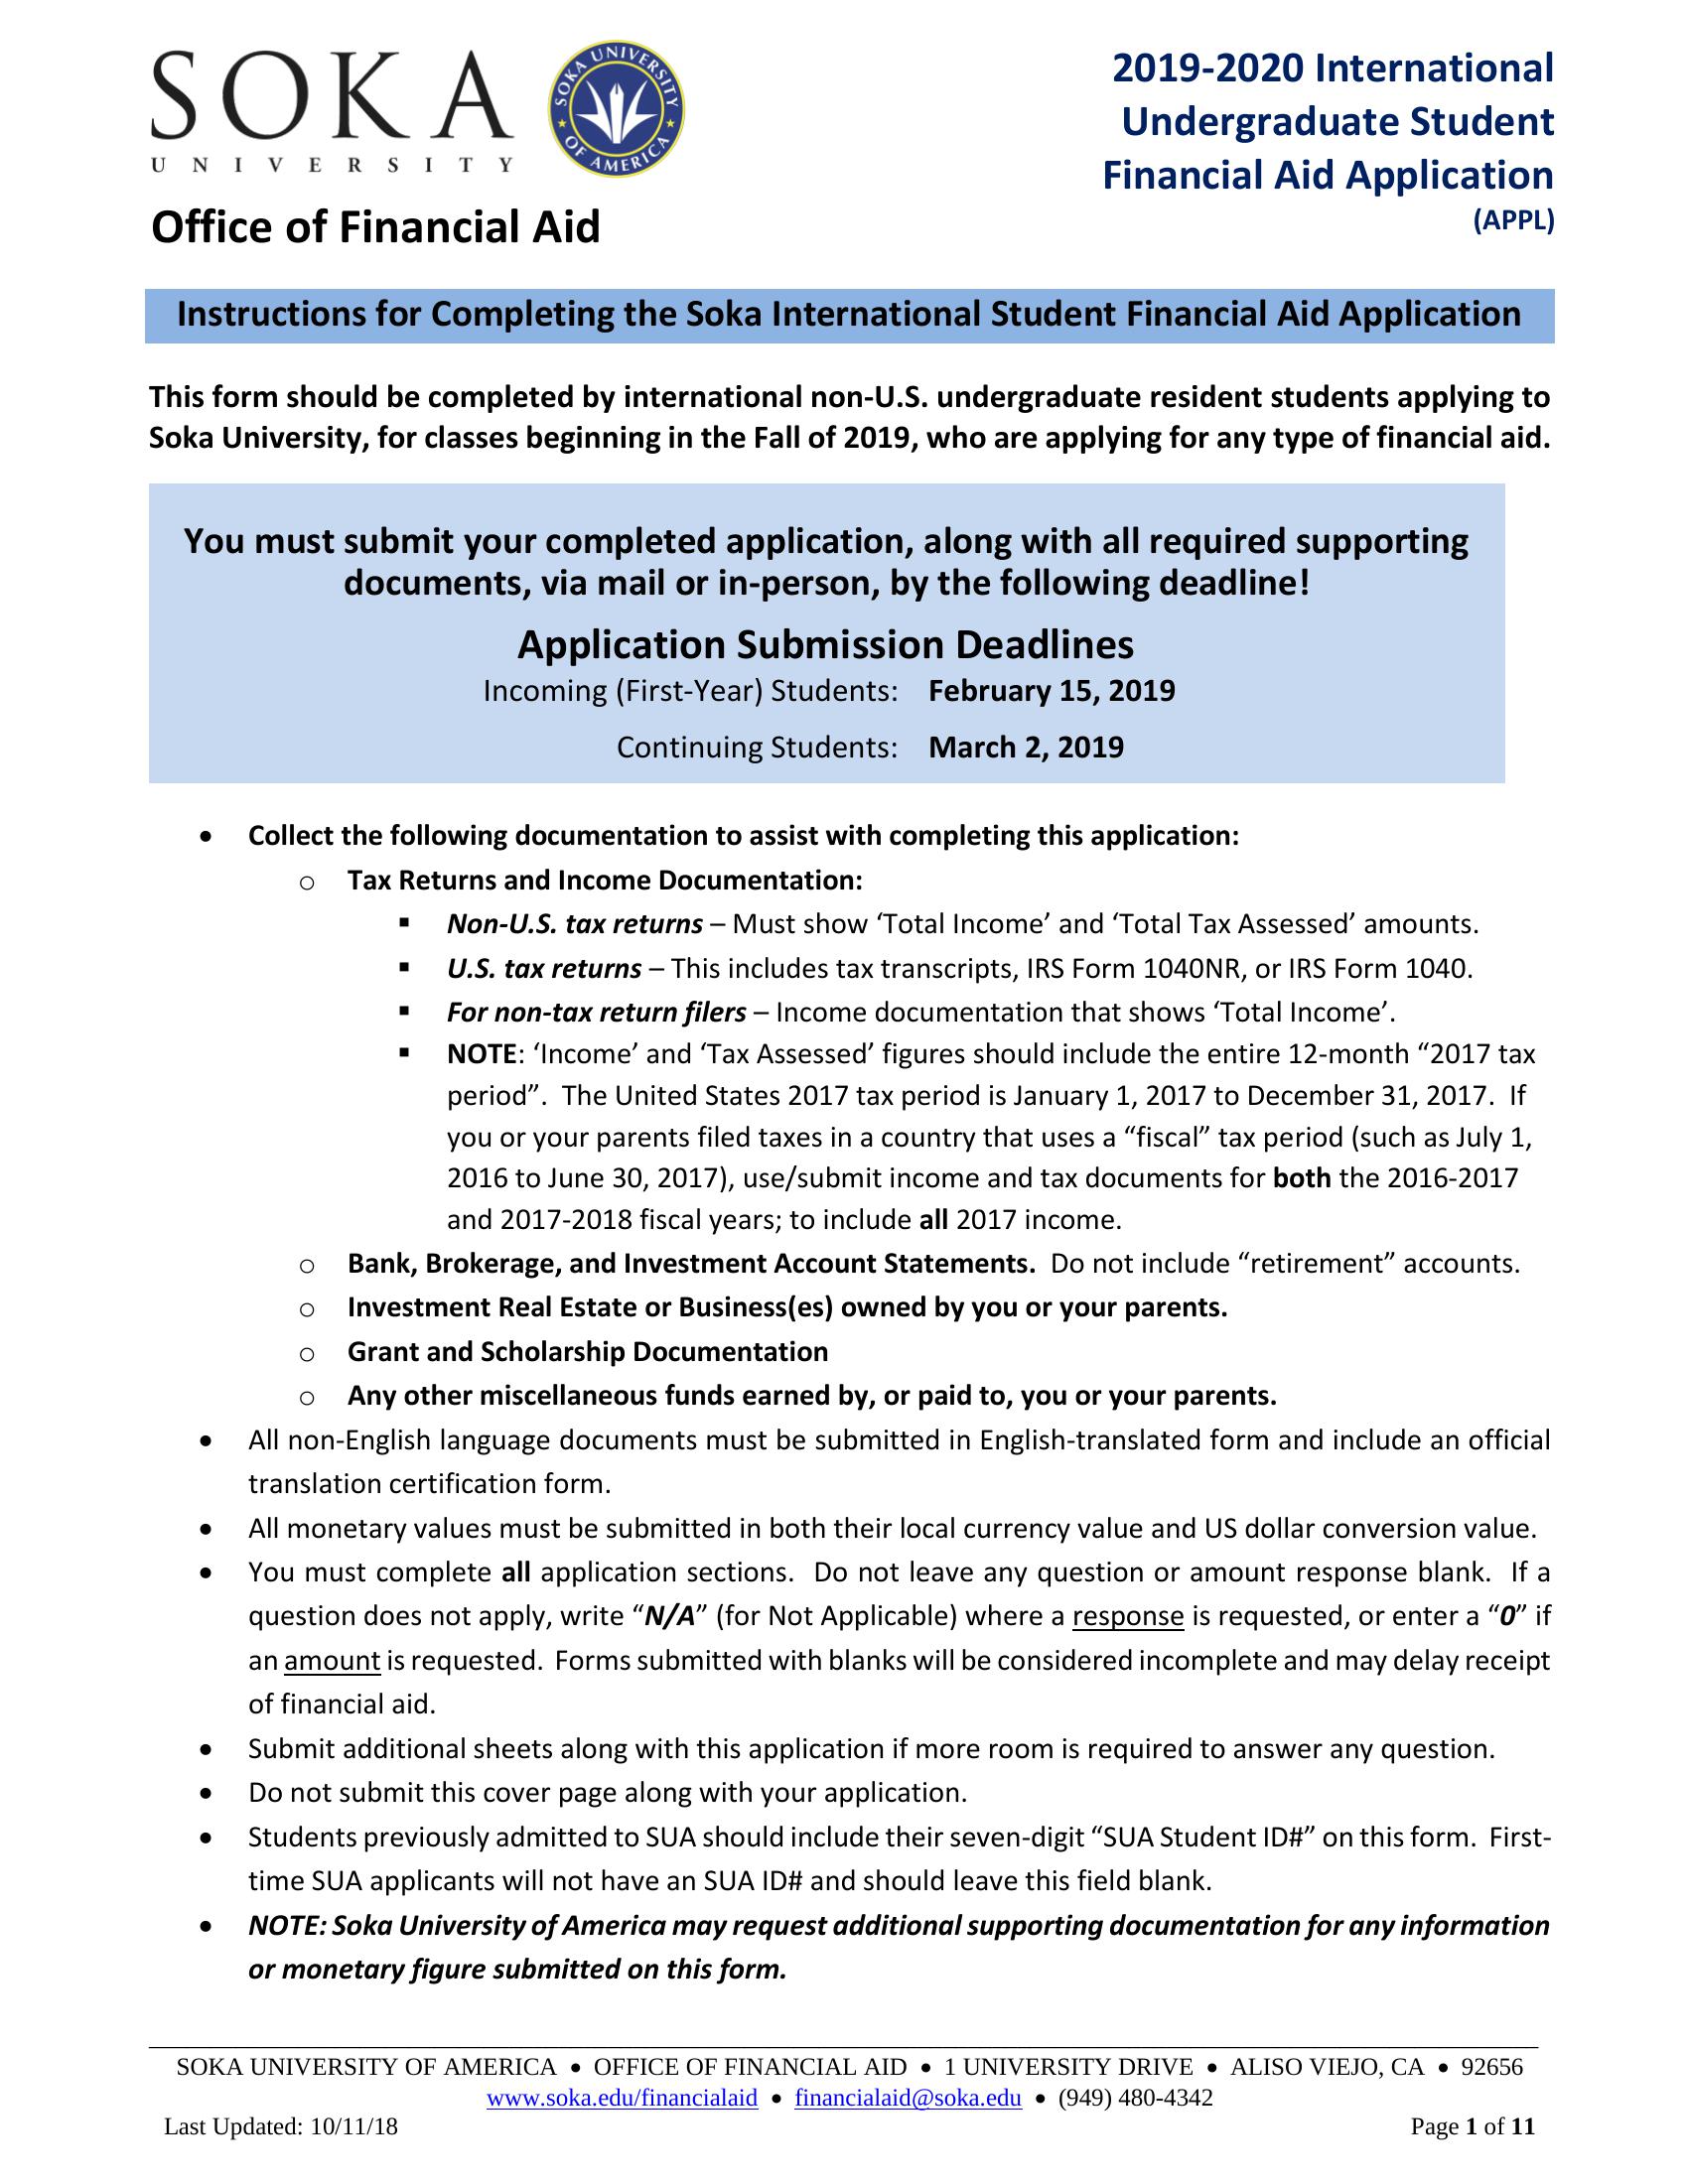 SOKA
UNIVERSITY
SOKA UNIVERSITY OF AMERICA
Office of Financial Aid
2019-2020 International
Undergraduate Student
Financial Aid Application
(APPL)
Instructions for Completing the Soka International Student Financial Aid Application
This form should be completed by international non-U.S. undergraduate resident students applying to
Soka University, for classes beginning in the Fall of 2019, who are applying for any type of financial aid.
You must submit your completed application, along with all required supporting
documents, via mail or in-person, by the following deadline!
Application Submission Deadlines
Incoming (First-Year) Students: February 15, 2019
Continuing Students: March 2, 2019
• Collect the following documentation to assist with completing this application:
o Tax Returns and Income Documentation:
▪ Non-U.S. tax returns – Must show ‘Total Income’ and ‘Total Tax Assessed’ amounts.
▪ U.S. tax returns – This includes tax transcripts, IRS Form 1040NR, or IRS Form 1040.
▪ For non-tax return filers – Income documentation that shows ‘Total Income’.
▪ NOTE: ‘Income’ and ‘Tax Assessed’ figures should include the entire 12-month “2017 tax
period”. The United States 2017 tax period is January 1, 2017 to December 31, 2017. If
you or your parents filed taxes in a country that uses a “fiscal” tax period (such as July 1,
2016 to June 30, 2017), use/submit income and tax documents for both the 2016-2017
and 2017-2018 fiscal years; to include all 2017 income.
o Bank, Brokerage, and Investment Account Statements. Do not include “retirement” accounts.
o Investment Real Estate or Business(es) owned by you or your parents.
o Grant and Scholarship Documentation
o Any other miscellaneous funds earned by, or paid to, you or your parents.
• All non-English language documents must be submitted in English-translated form and include an official
translation certification form.
• All monetary values must be submitted in both their local currency value and US dollar conversion value.
• You must complete all application sections. Do not leave any question or amount response blank. If a
question does not apply, write “N/A” (for Not Applicable) where a response is requested, or enter a “0” if
an amount is requested. Forms submitted with blanks will be considered incomplete and may delay receipt
of financial aid.
• Submit additional sheets along with this application if more room is required to answer any question.
• Do not submit this cover page along with your application.
• Students previously admitted to SUA should include their seven-digit “SUA Student ID#” on this form. First-
time SUA applicants will not have an SUA ID# and should leave this field blank.
• NOTE: Soka University of America may request additional supporting documentation for any information
or monetary figure submitted on this form.
SOKA UNIVERSITY OF AMERICA • OFFICE OF FINANCIAL AID • 1 UNIVERSITY DRIVE • ALISO VIEJO, CA • 92656
www.soka.edu/financialaid • financialaid@soka.edu • (949) 480-4342
Last Updated: 10/11/18
Page 1 of 11